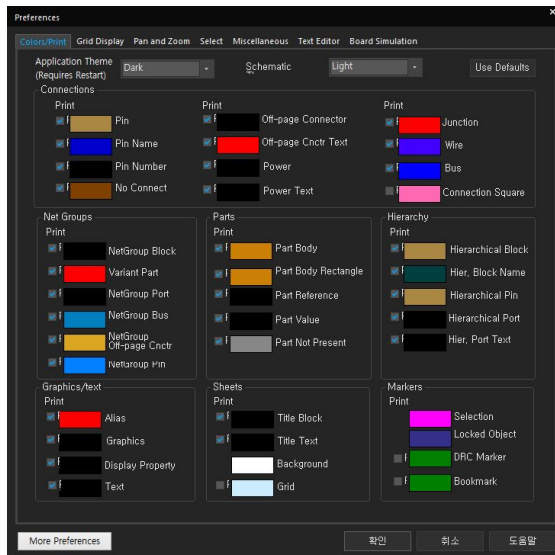 Preferences
Colors/Print Grid Display Pan and Zoom Select Miscellaneous Text Editor Board Simulation
Application Theme
(Requires Restart)
Dark
Schematic
Light
Use Defaults
Connections
Print
Pin
Pin Name
Pin Number
No Connect
Print
Off-page Connector
Off-page Cnctr Text
Power
Power Text
Print
Junction
Wire
Bus
Connection Square
Net Groups
Print
NetGroup Block
Variant Part
NetGroup Port
NetGroup Bus
NetGroup
Off-page Cnctr
NetGroup Pin
Parts
Print
Part Body
Part Body Rectangle
Part Reference
Part Value
Part Not Present
Hierarchy
Print
Hierarchical Block
Hier, Block Name
Hierarchical Pin
Hierarchical Port
Hier, Port Text
Graphics/text
Print
Alias
Graphics
Display Property
Text
Sheets
Print
Title Block
Title Text
Background
Grid
Markers
Print
Selection
Locked Object
DRC Marker
Bookmark
More Preferences
확인
취소
도움말